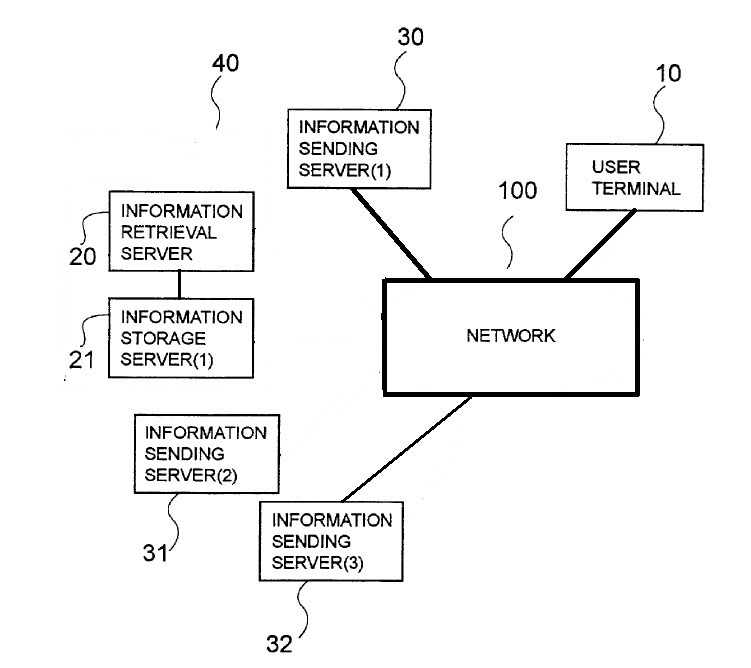 30
40
10
INFORMATION
SENDING
SERVER(1)
USER
TERMINAL
100
INFORMATION
RETRIEVAL
SERVER
20
INFORMATION
STORAGE
SERVER(1)
21
NETWORK
INFORMATION
SENDING
SERVER(2)
31
INFORMATION
SENDING
SERVER(3)
32